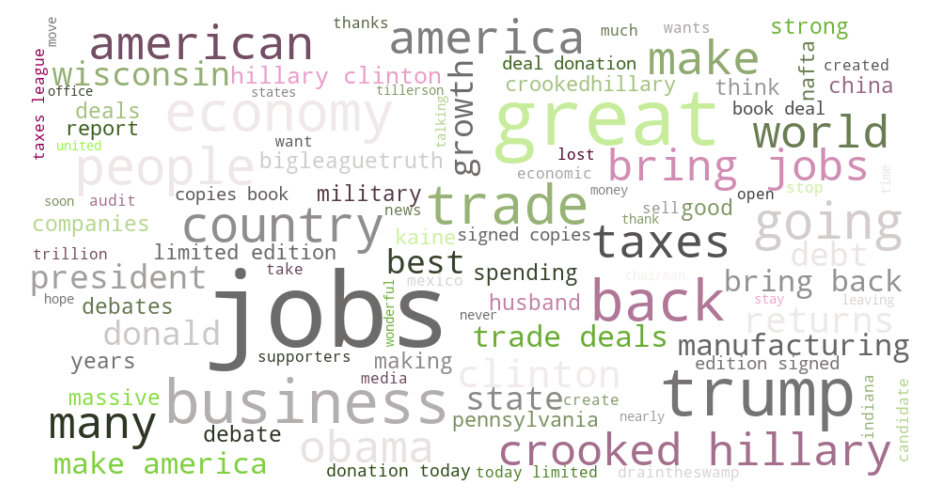 thanks
american
america
much
wants
strong
move
taxes league
wisconsin
hillary clinton
deal donation
make
nafta
created
office
states
tillerson
crookedhillary
think
china
deals
economy
talking
growth
great
book deal
world
report
united
want
lost
people
bigleaguetruth
economic
bring jobs
time
soon
audit
copies book
military
news
trade
money
sell
good
open
stop
companies
country
kaine
signed copies
thank
taxes
going
trillion
limited edition
best
debt
president
take
jobs
mexico
spending
chairman
bring back
hope
debates
wonderful
husband
back
stay
leaving
donald
never
trade deals
returns
years
supporters
making
manufacturing
media
edition signed
massive
business
clinton
trump
many
state
create
indiana
candidate
debate
pennsylvania
nearly
obama
crooked hillary
make america
donation today
today limited
draintheswamp